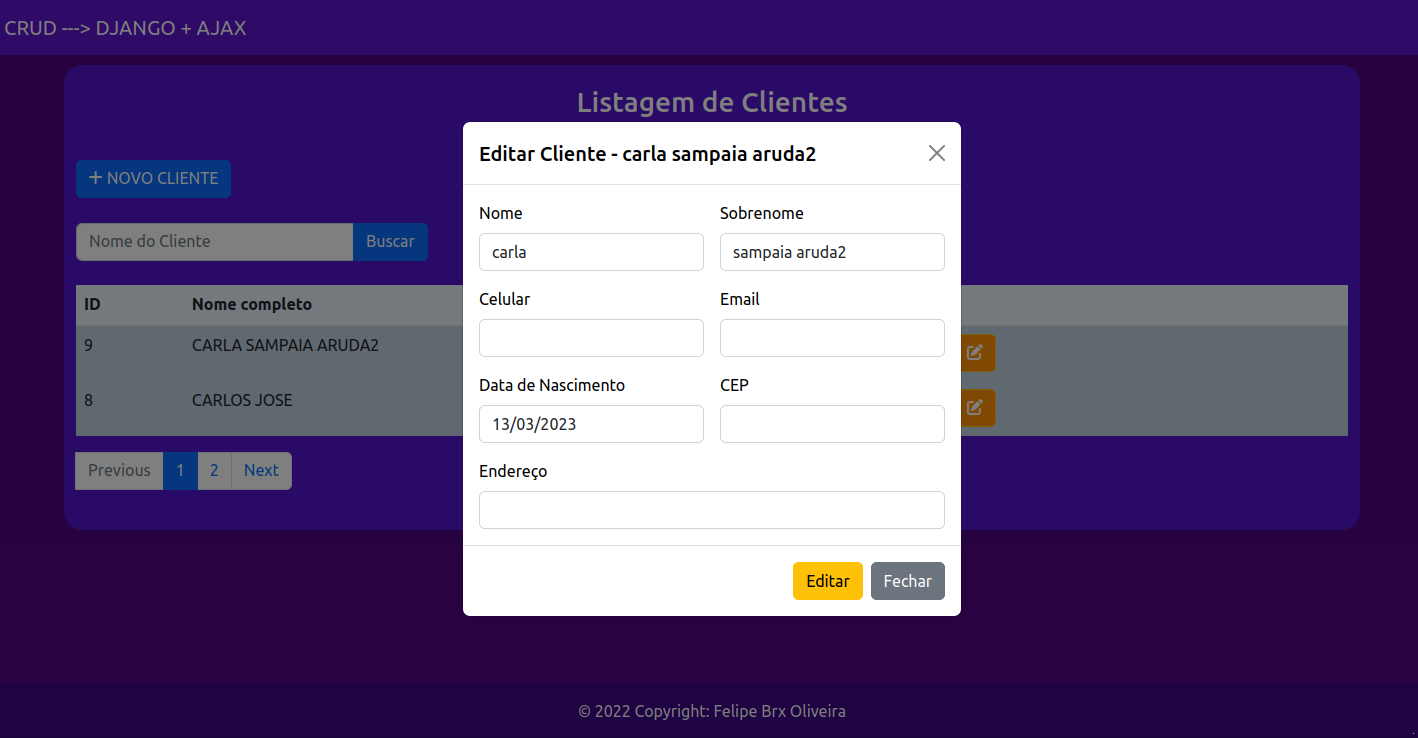 CRUD ---> DJANGO + AJAX
Listagem de Clientes
+ NOVO CLIENTE
Nome do Cliente Buscar
ID Nome completo
9 CARLA SAMPAIA ARUDA2
8 CARLOS JOSE
Previous 1 2 Next
Editar Cliente - carla sampaia aruda2
Nome Sobrenome
carla sampaia aruda2
Celular Email
Data de Nascimento CEP
13/03/2023
Endereço
Editar Fechar
© 2022 Copyright: Felipe Brx Oliveira